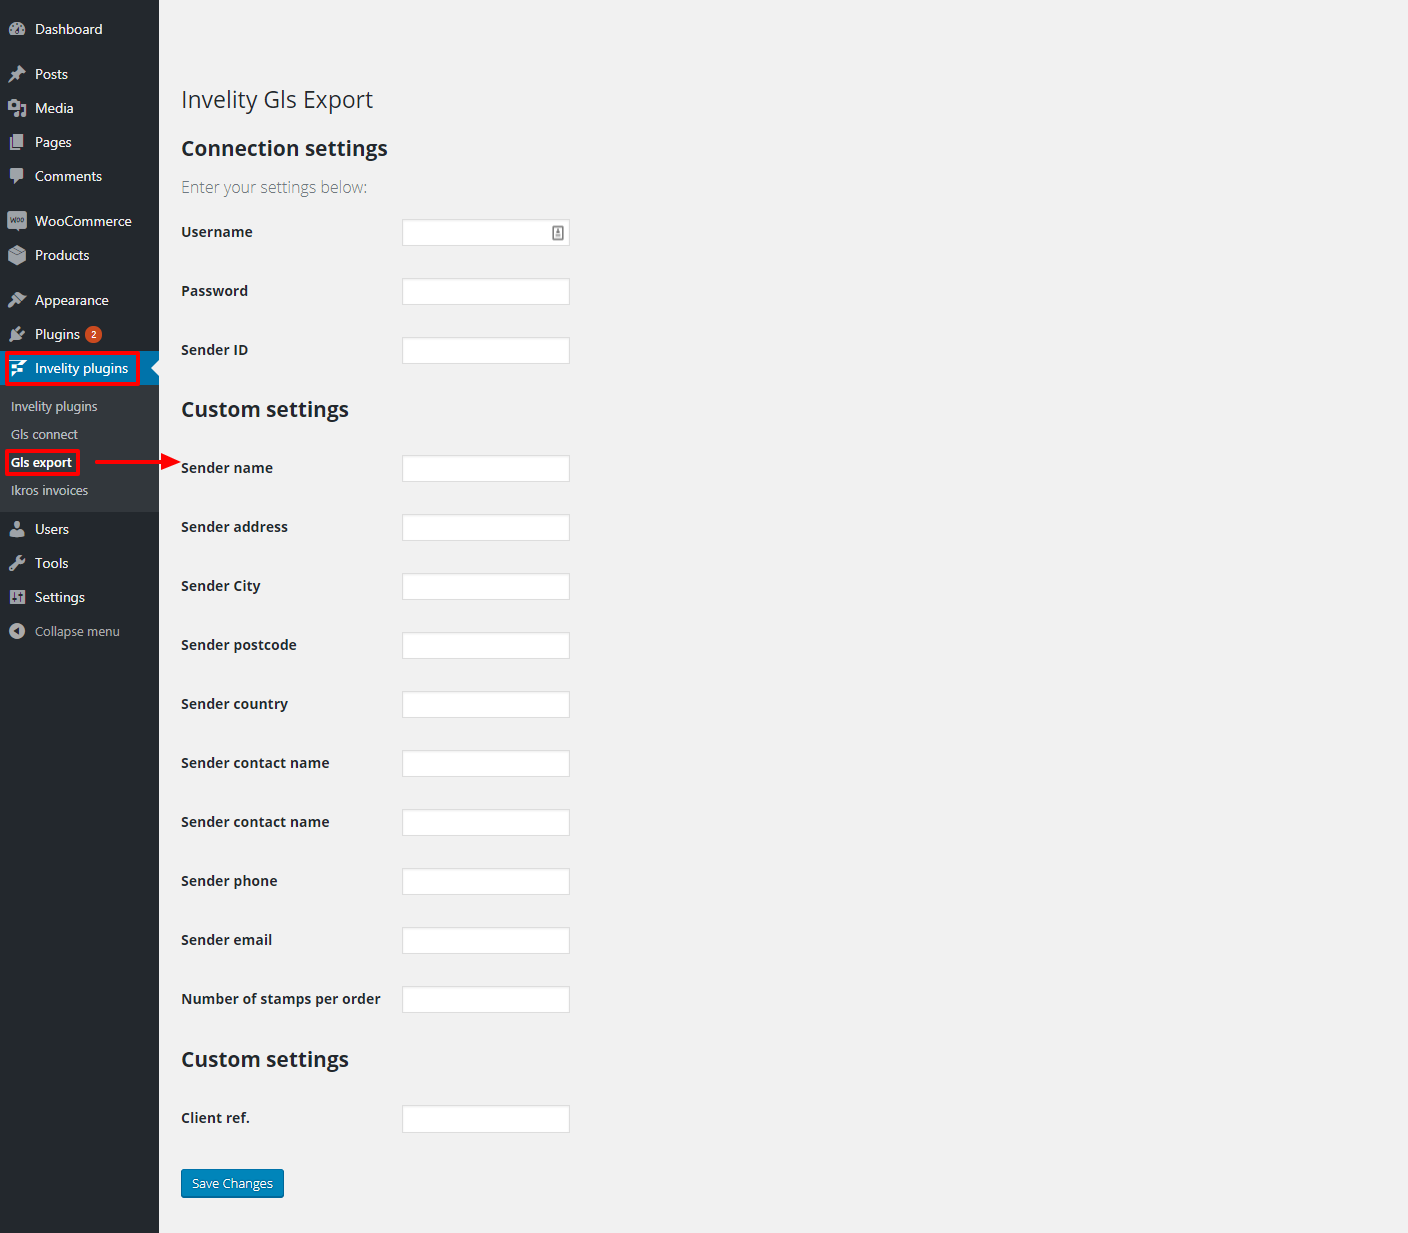 Dashboard
Posts
Media
Pages
Comments
WOO
WooCommerce
Products
Appearance
Plugins 2
Invelity plugins
Invelity plugins
Gls connect
Gls export
Ikros invoices
Users
Tools
Settings
Collapse menu
Invelity Gls Export
Connection settings
Enter your settings below:
Username
Password
Sender ID
Custom settings
Sender name
Sender address
Sender City
Sender postcode
Sender country
Sender contact name
Sender contact name
Sender phone
Sender email
Number of stamps per order
Custom settings
Client ref.
Save Changes